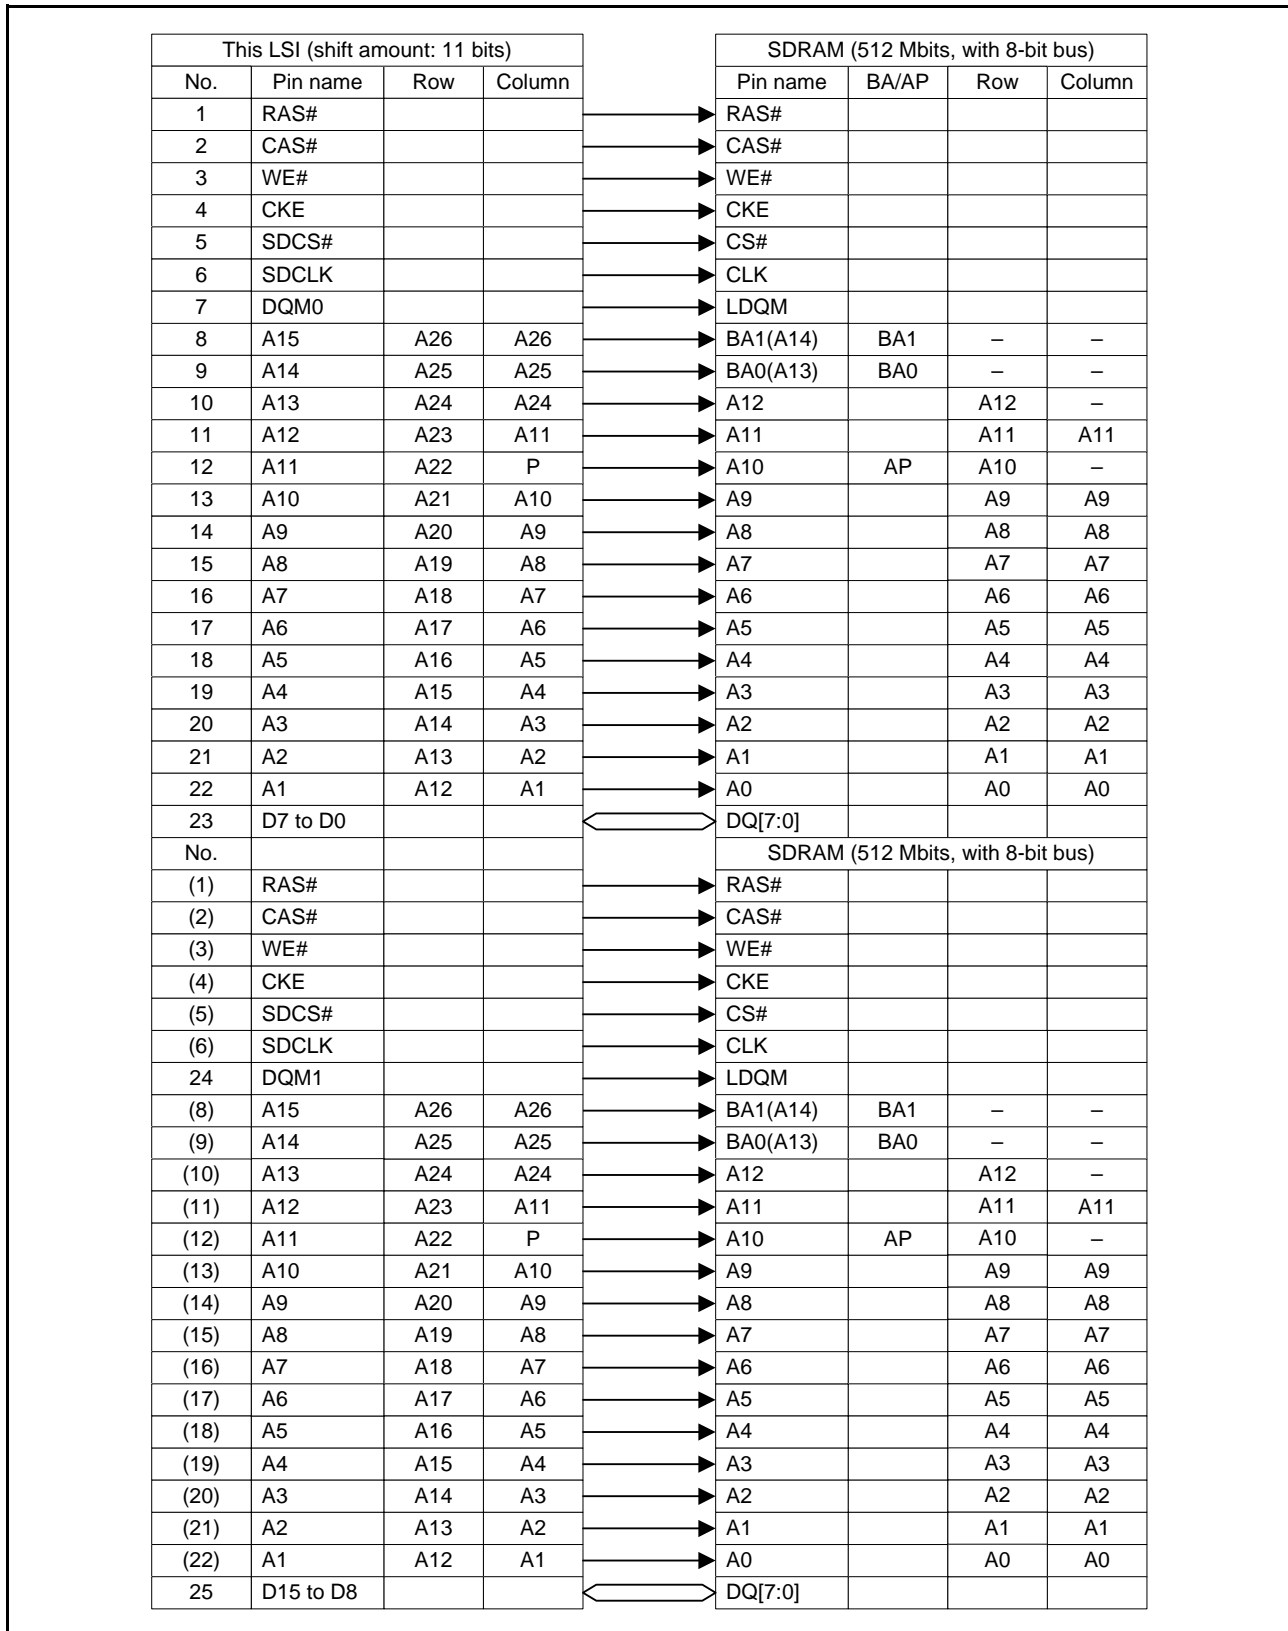 This LSI (shift amount: 11 bits) SDRAM (512 Mbits, with 8-bit bus)
No. Pin name Row Column Pin name BA/AP Row Column
1 RAS# RAS#
2 CAS# CAS#
3 WE# WE#
4 CKE CKE
5 SDCS# CS#
6 SDCLK CLK
7 DQM0 LDQM
8 A15 A26 A26 BA1(A14) BA1 – –
9 A14 A25 A25 BA0(A13) BA0 – –
10 A13 A24 A24 A12 A12 –
11 A12 A23 A11 A11 A11 A11
12 A11 A22 P A10 AP A10 –
13 A10 A21 A10 A9 A9 A9
14 A9 A20 A9 A8 A8 A8
15 A8 A19 A8 A7 A7 A7
16 A7 A18 A7 A6 A6 A6
17 A6 A17 A6 A5 A5 A5
18 A5 A16 A5 A4 A4 A4
19 A4 A15 A4 A3 A3 A3
20 A3 A14 A3 A2 A2 A2
21 A2 A13 A2 A1 A1 A1
22 A1 A12 A1 A0 A0 A0
23 D7 to D0 DQ[7:0]
No. SDRAM (512 Mbits, with 8-bit bus)
(1) RAS# RAS#
(2) CAS# CAS#
(3) WE# WE#
(4) CKE CKE
(5) SDCS# CS#
(6) SDCLK CLK
24 DQM1 LDQM
(8) A15 A26 A26 BA1(A14) BA1 – –
(9) A14 A25 A25 BA0(A13) BA0 – –
(10) A13 A24 A24 A12 A12 –
(11) A12 A23 A11 A11 A11 A11
(12) A11 A22 P A10 AP A10 –
(13) A10 A21 A10 A9 A9 A9
(14) A9 A20 A9 A8 A8 A8
(15) A8 A19 A8 A7 A7 A7
(16) A7 A18 A7 A6 A6 A6
(17) A6 A17 A6 A5 A5 A5
(18) A5 A16 A5 A4 A4 A4
(19) A4 A15 A4 A3 A3 A3
(20) A3 A14 A3 A2 A2 A2
(21) A2 A13 A2 A1 A1 A1
(22) A1 A12 A1 A0 A0 A0
25 D15 to D8 DQ[7:0]